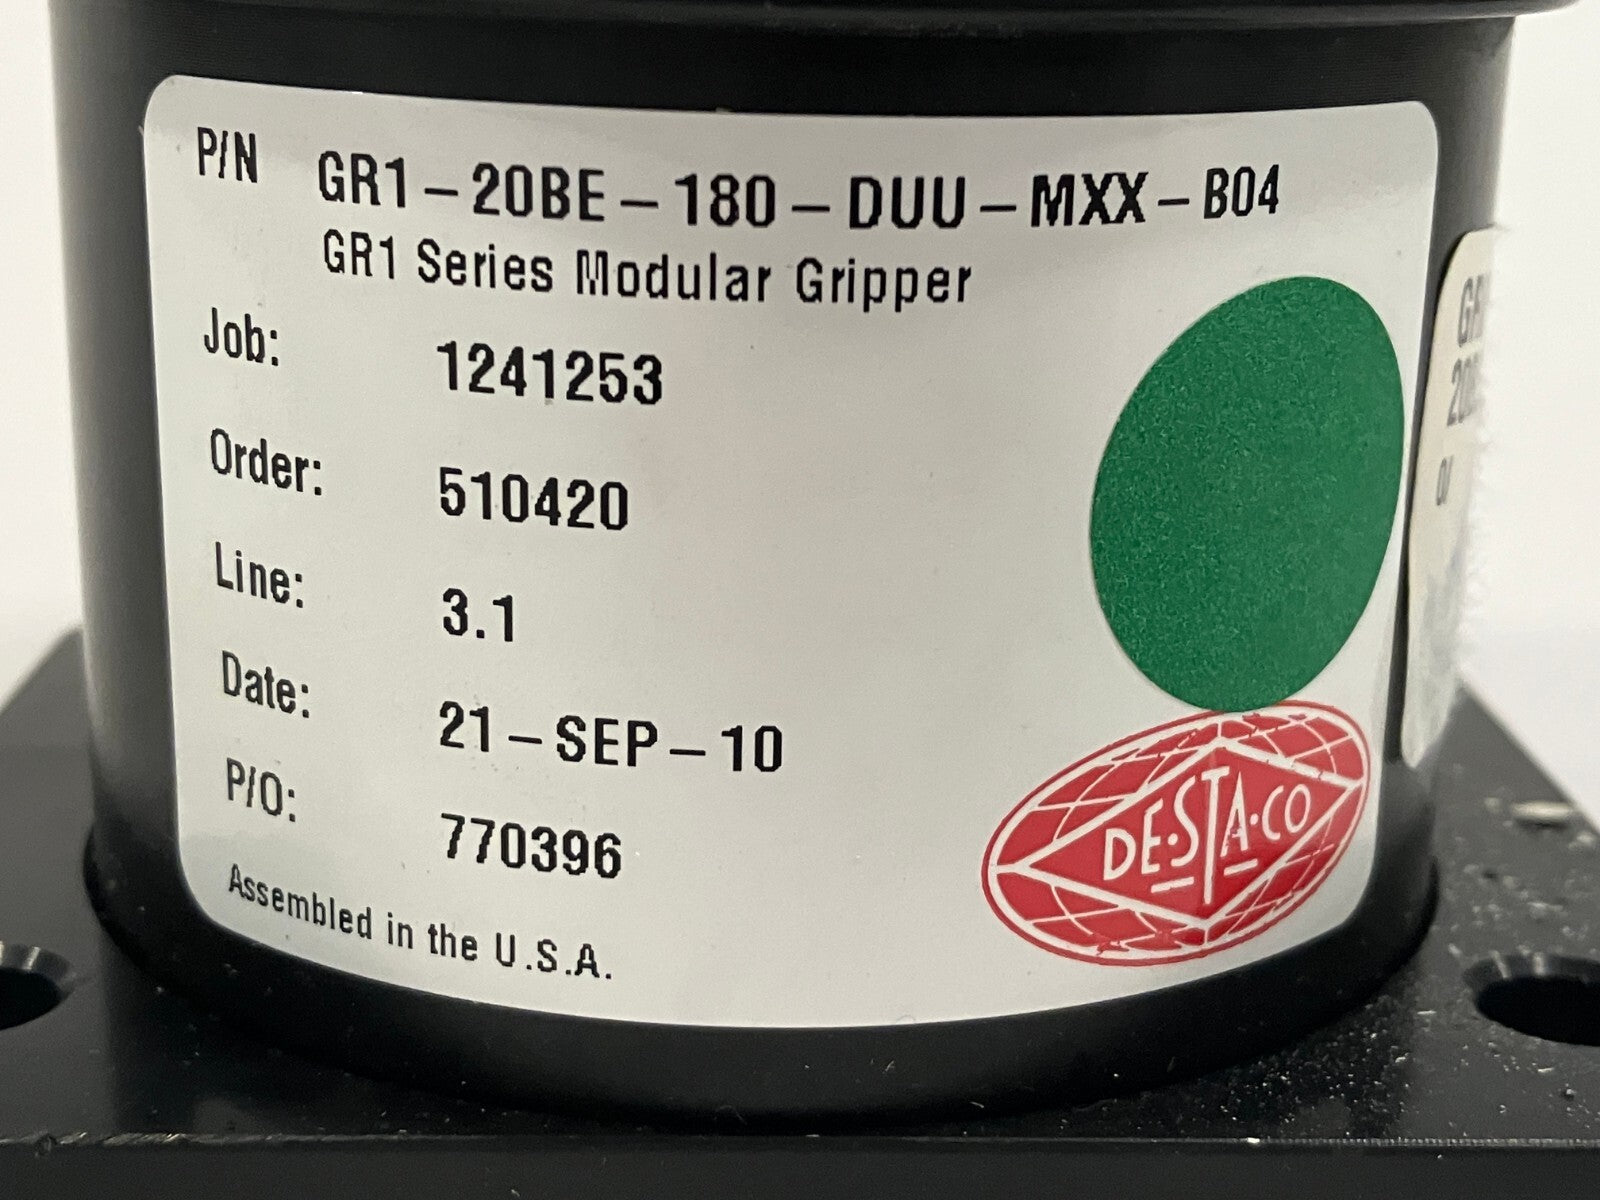 P/N GR1-20BE-180-DUU-MXX-B04
GR1 Series Modular Gripper
Job: 1241253
Order: 510420
Line: 3.1
Date: 21-SEP-10
P/O: 770396
Assembled in the U.S.A.
DE·STA·CO